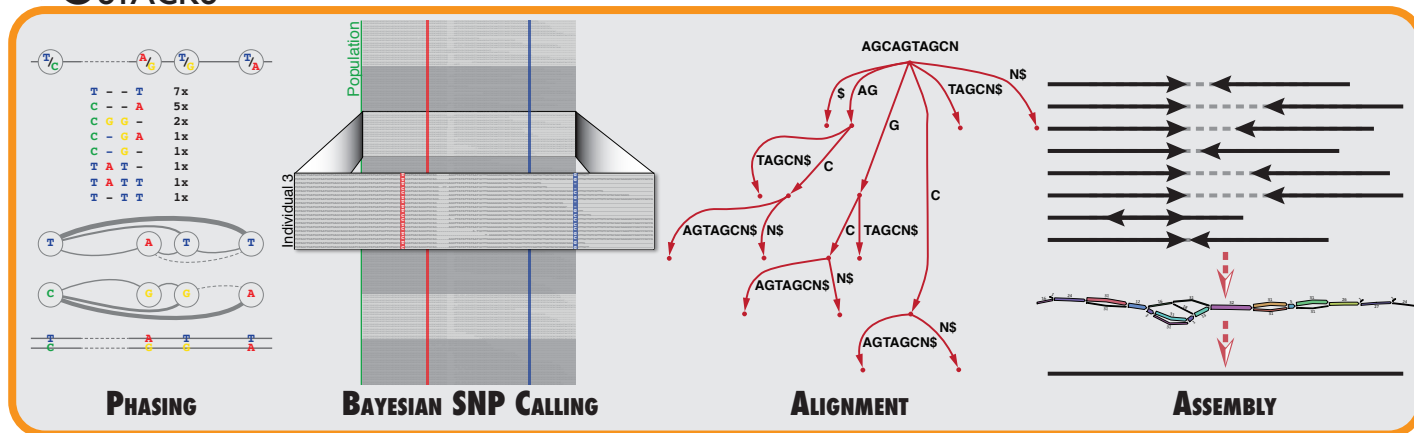 T/C A/G T/G T/A
T - - T 7x
C - - A 5x
C G G - 2x
C - G A 1x
C - G - 1x
T A T - 1x
T A T T 1x
T - T T 1x
T A T T
C G G A
T A T T
C G G A
PHASING
Population
Individual 3
BAYESIAN SNP CALLING
AGCAGTAGCN
$ AG G C TAGCN$ N$
TAGCN$ C
AGTAGCN$ N$
C TAGCN$
AGTAGCN$ N$
AGTAGCN$ N$
ALIGNMENT
ASSEMBLY